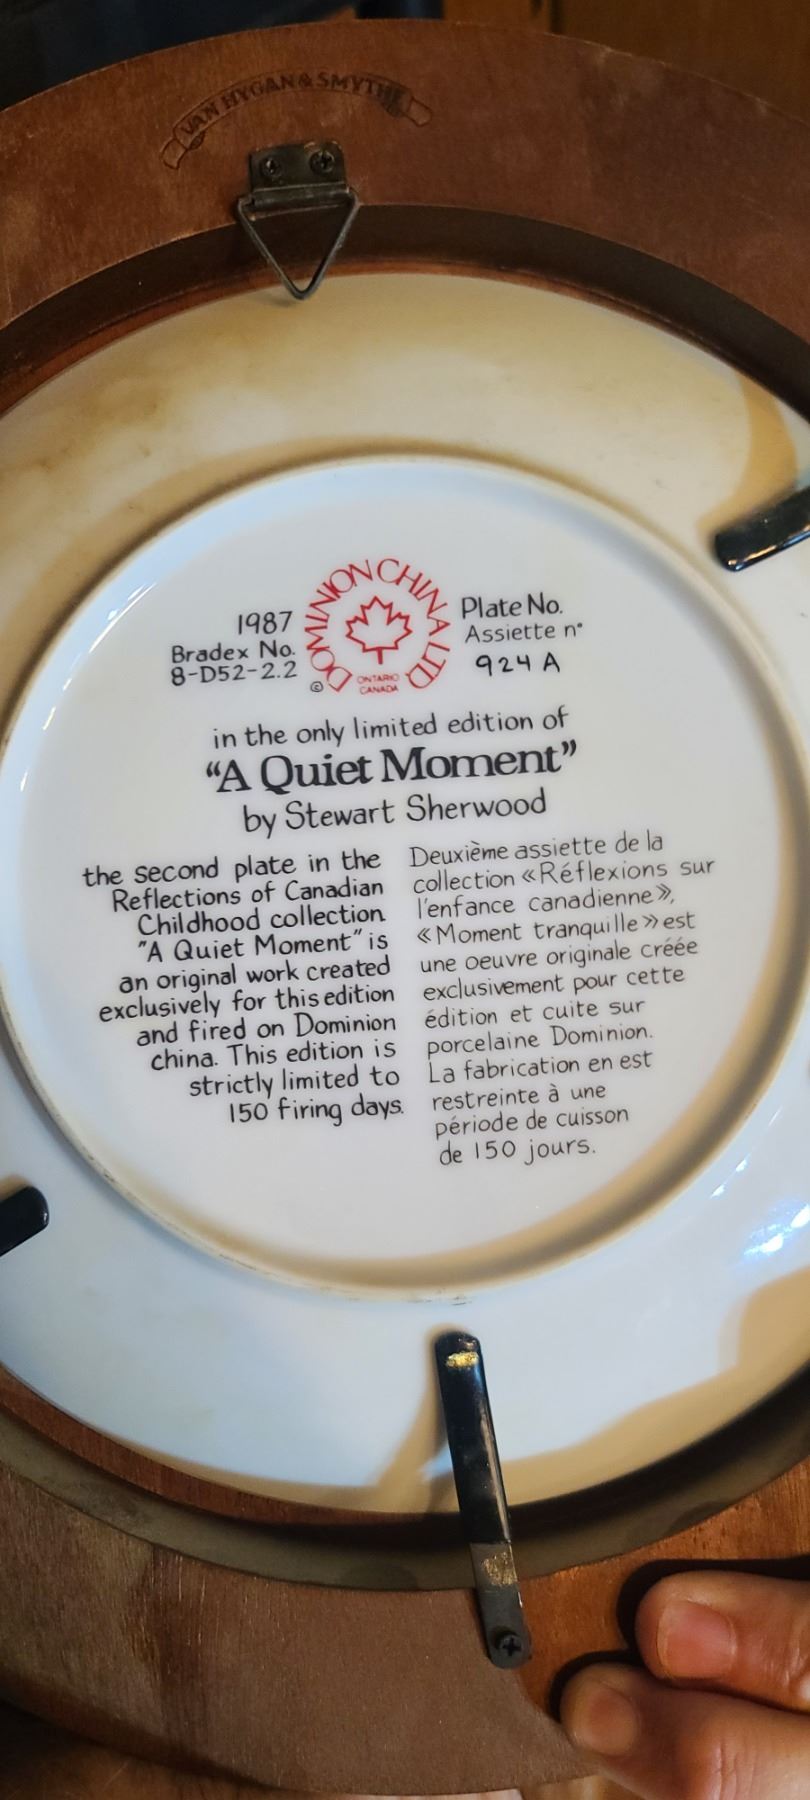 VAN HYGAN & SMYTHE
1987
Bradex No.
8-D52-2.2
DOMINION CHINA LTD
©
ONTARIO
CANADA
Plate No.
Assiette n°
924 A
in the only limited edition of
“A Quiet Moment”
by Stewart Sherwood
the second plate in the
Reflections of Canadian
Childhood collection
"A Quiet Moment" is
an original work created
exclusively for this edition
and fired on Dominion
china. This edition is
strictly limited to
150 firing days.
Deuxième assiette de la
collection «Réflexions sur
l'enfance canadienne»,
«Moment tranquille» est
une oeuvre originale créée
exclusivement pour cette
édition et cuite sur
porcelaine Dominion.
La fabrication en est
restreinte à une
période de cuisson
de 150 jours.